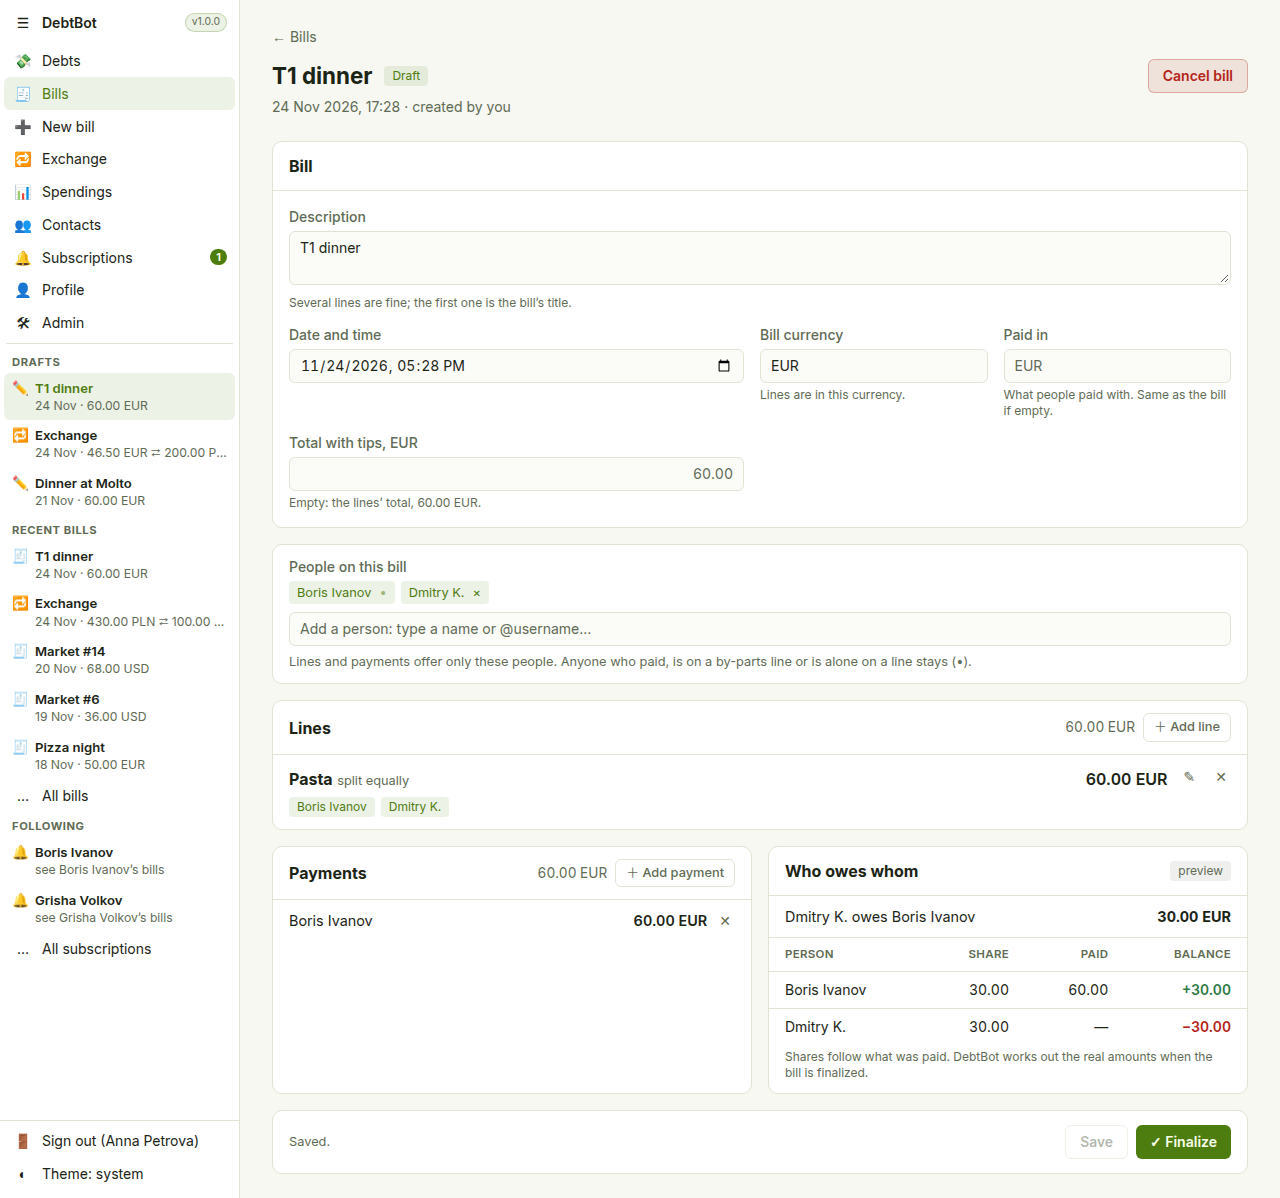 ☰ DebtBot v1.0.0
Debts
Bills
New bill
Exchange
Spendings
Contacts
Subscriptions 1
Profile
Admin
DRAFTS
T1 dinner
24 Nov · 60.00 EUR
Exchange
24 Nov · 46.50 EUR ⇄ 200.00 P...
Dinner at Molto
21 Nov · 60.00 EUR
RECENT BILLS
T1 dinner
24 Nov · 60.00 EUR
Exchange
24 Nov · 430.00 PLN ⇄ 100.00 ...
Market #14
20 Nov · 68.00 USD
Market #6
19 Nov · 36.00 USD
Pizza night
18 Nov · 50.00 EUR
... All bills
FOLLOWING
Boris Ivanov
see Boris Ivanov’s bills
Grisha Volkov
see Grisha Volkov’s bills
... All subscriptions
Sign out (Anna Petrova)
Theme: system
← Bills
T1 dinner Draft
Cancel bill
24 Nov 2026, 17:28 · created by you
Bill
Description
T1 dinner
Several lines are fine; the first one is the bill’s title.
Date and time
11/24/2026, 05:28 PM
Bill currency
EUR
Lines are in this currency.
Paid in
EUR
What people paid with. Same as the bill
if empty.
Total with tips, EUR
60.00
Empty: the lines’ total, 60.00 EUR.
People on this bill
Boris Ivanov • Dmitry K. ×
Add a person: type a name or @username...
Lines and payments offer only these people. Anyone who paid, is on a by-parts line or is alone on a line stays (•).
Lines 60.00 EUR + Add line
Pasta split equally 60.00 EUR ✎ ✕
Boris Ivanov Dmitry K.
Payments 60.00 EUR + Add payment
Boris Ivanov 60.00 EUR ✕
Who owes whom preview
Dmitry K. owes Boris Ivanov 30.00 EUR
PERSON SHARE PAID BALANCE
Boris Ivanov 30.00 60.00 +30.00
Dmitry K. 30.00 — −30.00
Shares follow what was paid. DebtBot works out the real amounts when the
bill is finalized.
Saved.
Save ✓ Finalize